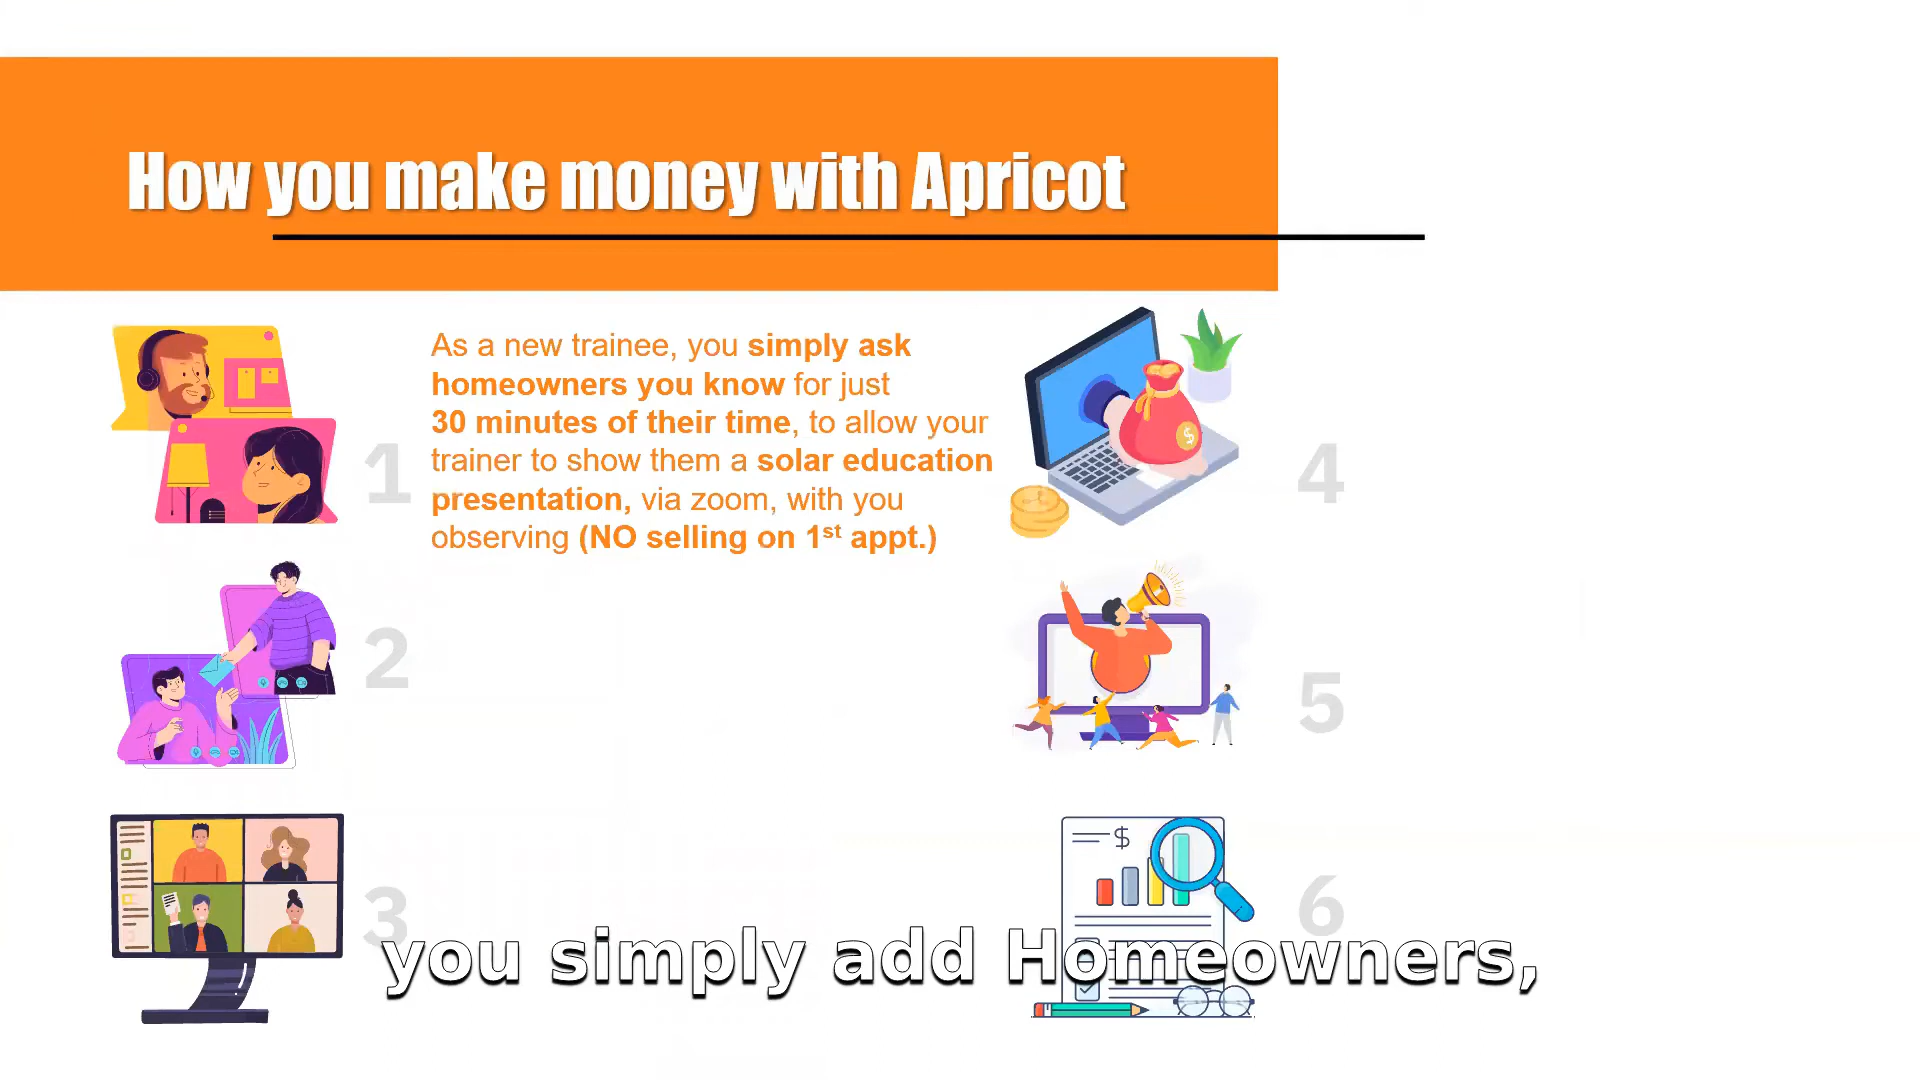 How you make money with Apricot
1
As a new trainee, you simply ask
homeowners you know for just
30 minutes of their time, to allow your
trainer to show them a solar education
presentation, via zoom, with you
observing (NO selling on 1st appt.)
2
3
4
5
6
$
$
you simply add Homeowners,